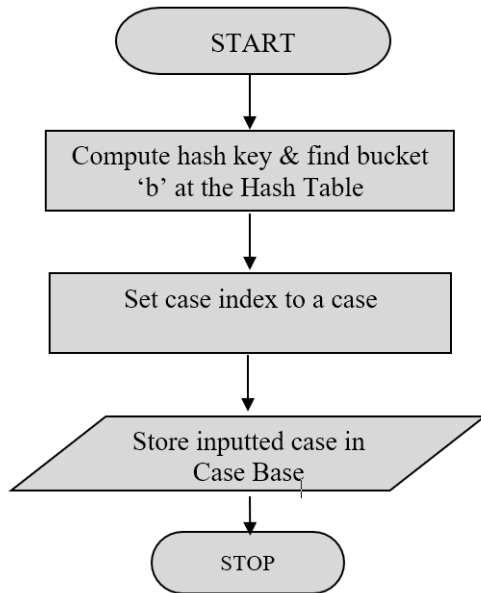 START
Compute hash key & find bucket
‘b’ at the Hash Table
Set case index to a case
Store inputted case in
Case Base
STOP